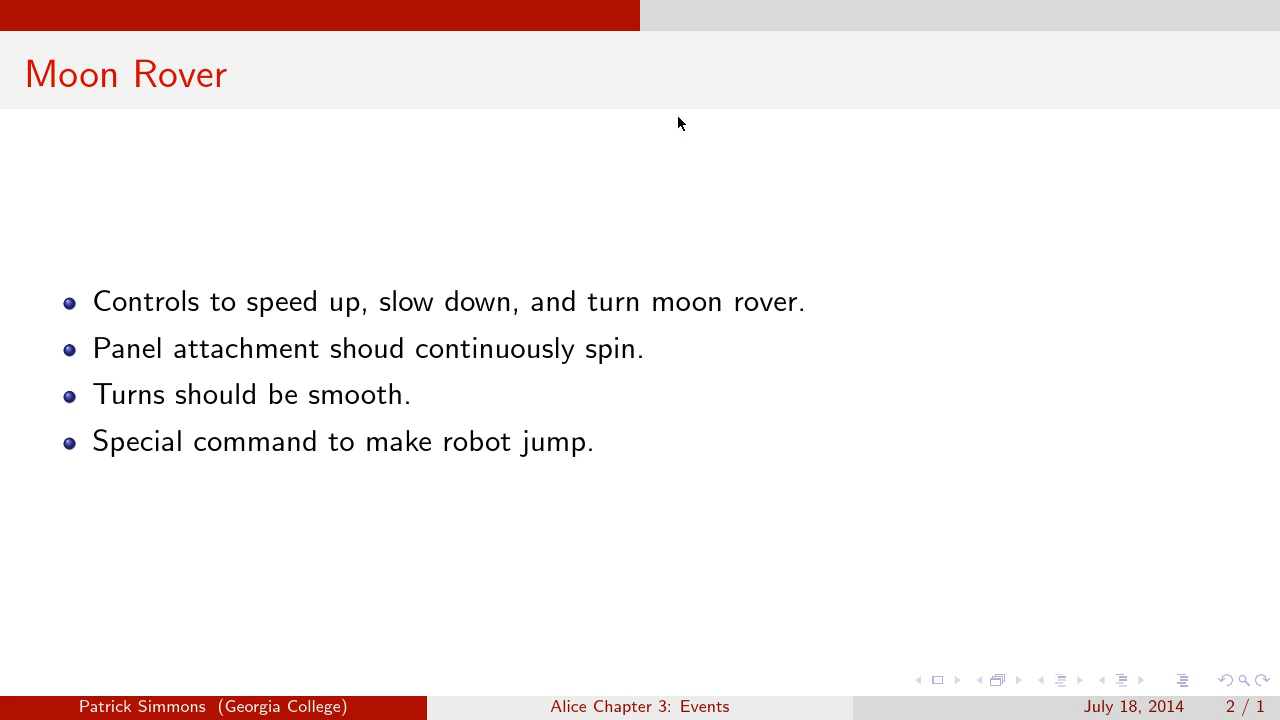 Moon Rover
Controls to speed up, slow down, and turn moon rover.
Panel attachment shoud continuously spin.
Turns should be smooth.
Special command to make robot jump.
Patrick Simmons (Georgia College) Alice Chapter 3: Events July 18, 2014 2 / 1